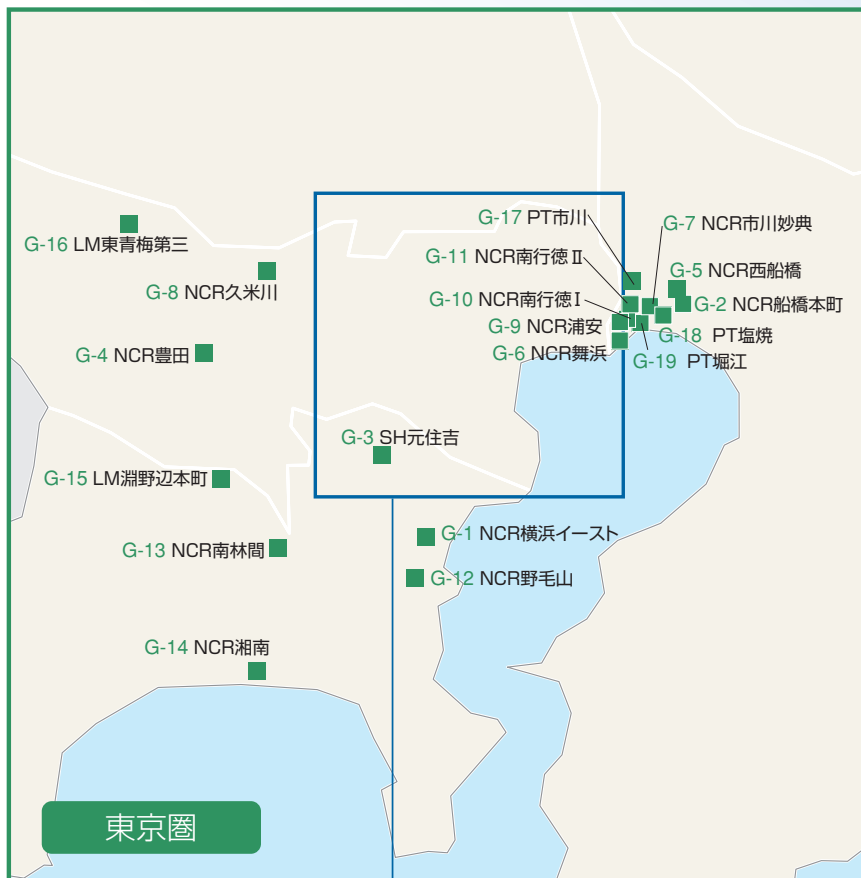 G-17 PT市川
G-7 NCR市川妙典
G-16 LM東青梅第三
G-11 NCR南行徳Ⅱ
G-5 NCR西船橋
G-8 NCR久米川
G-10 NCR南行徳Ⅰ
G-2 NCR船橋本町
G-9 NCR浦安
G-18 PT塩焼
G-4 NCR豊田
G-6 NCR舞浜
G-19 PT堀江
G-3 SH元住吉
G-15 LM淵野辺本町
G-1 NCR横浜イースト
G-13 NCR南林間
G-12 NCR野毛山
G-14 NCR湘南
東京圏